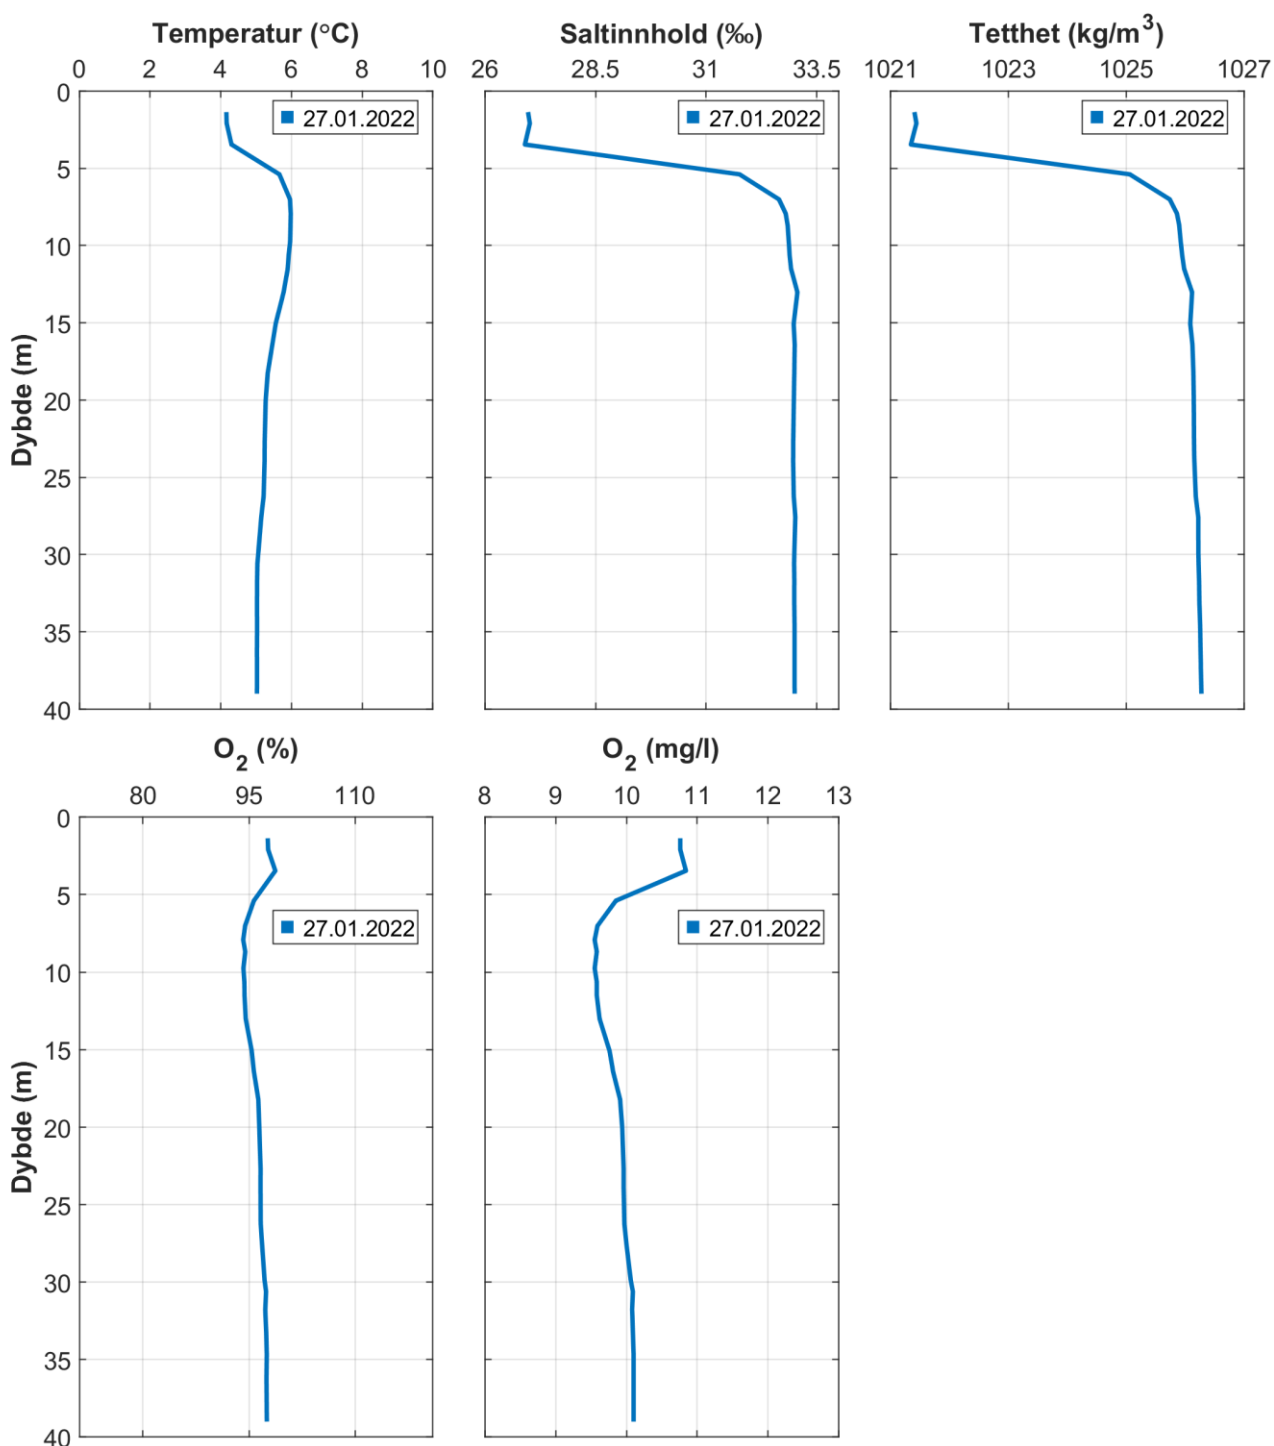 Temperatur (°C)
0 2 4 6 8 10
Saltinnhold (‰)
26 28.5 31 33.5
Tetthet (kg/m³)
1021 1023 1025 1027
27.01.2022
27.01.2022
27.01.2022
0
5
10
15
20
25
30
35
40
Dybde (m)
O₂ (%)
80 95 110
O₂ (mg/l)
8 9 10 11 12 13
27.01.2022
27.01.2022
0
5
10
15
20
25
30
35
40
Dybde (m)